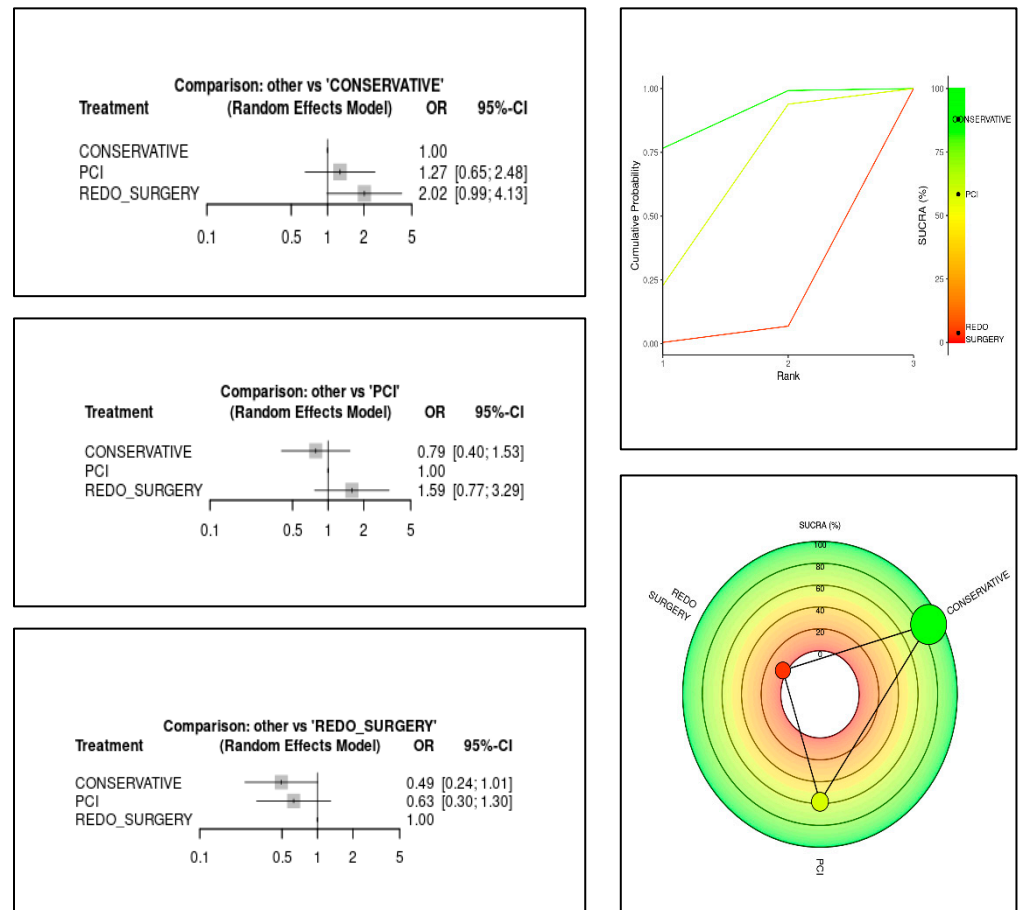 Comparison: other vs 'CONSERVATIVE'
Treatment (Random Effects Model) OR 95%-CI
CONSERVATIVE 1.00
PCI 1.27 [0.65; 2.48]
REDO_SURGERY 2.02 [0.99; 4.13]
0.1 0.5 1 2 5
Comparison: other vs 'PCI'
Treatment (Random Effects Model) OR 95%-CI
CONSERVATIVE 0.79 [0.40; 1.53]
PCI 1.00
REDO_SURGERY 1.59 [0.77; 3.29]
0.1 0.5 1 2 5
Comparison: other vs 'REDO_SURGERY'
Treatment (Random Effects Model) OR 95%-CI
CONSERVATIVE 0.49 [0.24; 1.01]
PCI 0.63 [0.30; 1.30]
REDO_SURGERY 1.00
0.1 0.5 1 2 5
Cumulative Probability
1.00
0.75
0.50
0.25
0.00
1 2 3
Rank
SUCRA (%)
100
75
50
25
0
CONSERVATIVE
PCI
REDO
SURGERY
SUCRA (%)
100
80
60
40
20
0
REDO
SURGERY
CONSERVATIVE
PCI